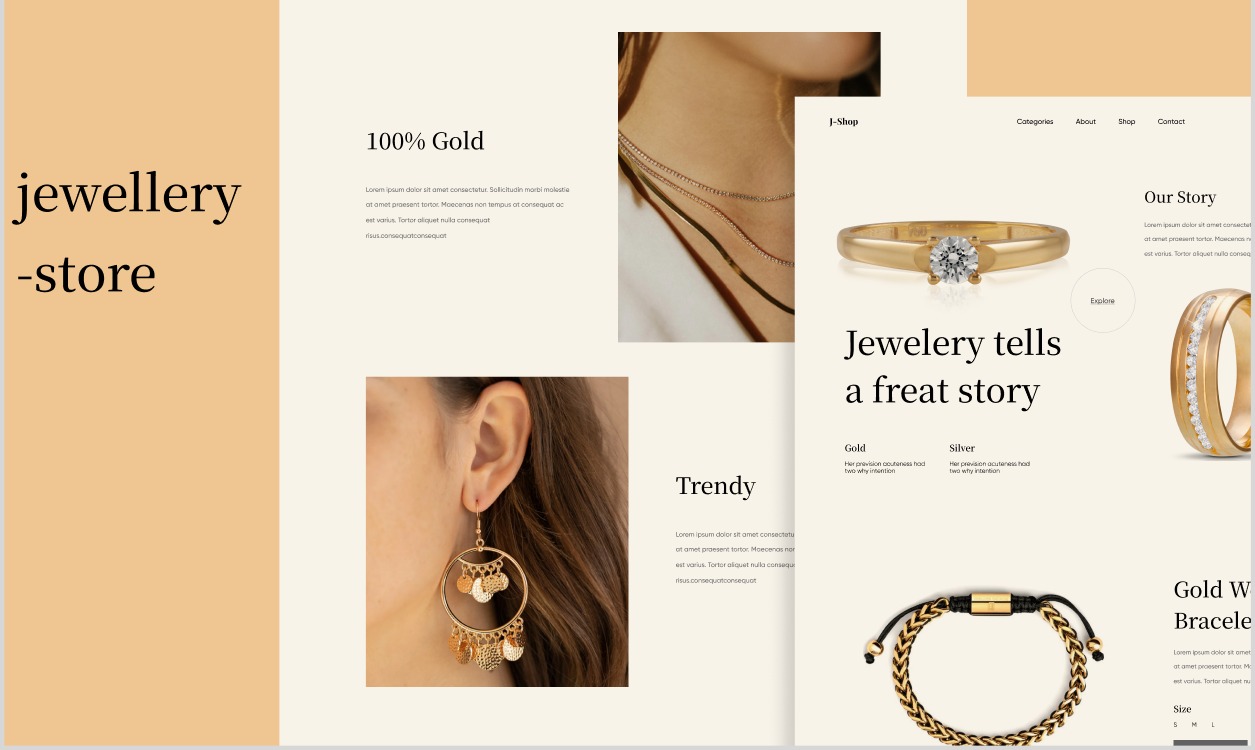 jewellery
-store
100% Gold
Lorem ipsum dolor sit amet consectetur. Sollicitudin morbi molestie
at amet praesent tortor. Maecenas non tempus at consequat ac
est varius. Tortor aliquet nulla consequat
risus.consequatconsequat
Trendy
Lorem ipsum dolor sit amet consectetu
at amet praesent tortor. Maecenas non
est varius. Tortor aliquet nulla consequ
risus.consequatconsequat
J-Shop
Categories About Shop Contact
Our Story
Lorem ipsum dolor sit amet consectet
at amet praesent tortor. Maecenas n
est varius. Tortor aliquet nulla conseq
Explore
Jewelery tells
a freat story
Gold
Her prevision acuteness had
two why intention
Silver
Her prevision acuteness had
two why intention
Gold W
Bracele
Lorem ipsum dolor sit amet
at amet praesent tortor. M
est varius. Tortor aliquet nu
Size
S M L